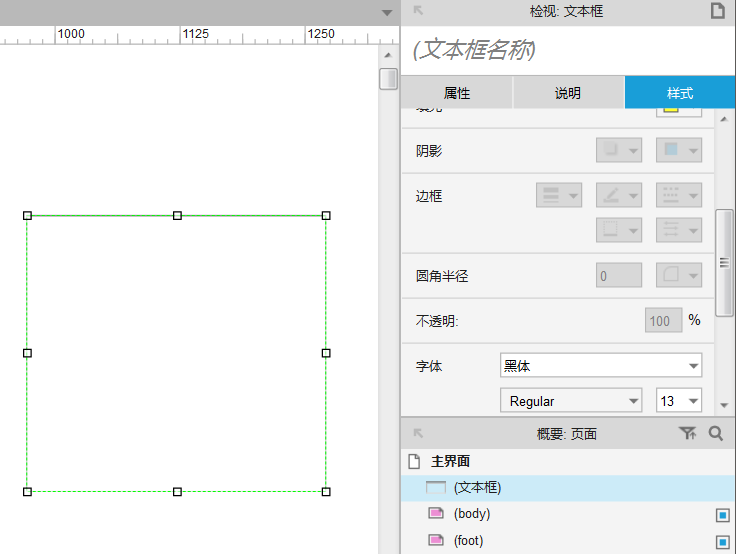 检视: 文本框
1000
1125
1250
(文本框名称)
属性
说明
样式
阴影
边框
圆角半径
0
不透明:
100
%
字体
黑体
Regular
13
概要: 页面
主界面
(文本框)
(body)
(foot)